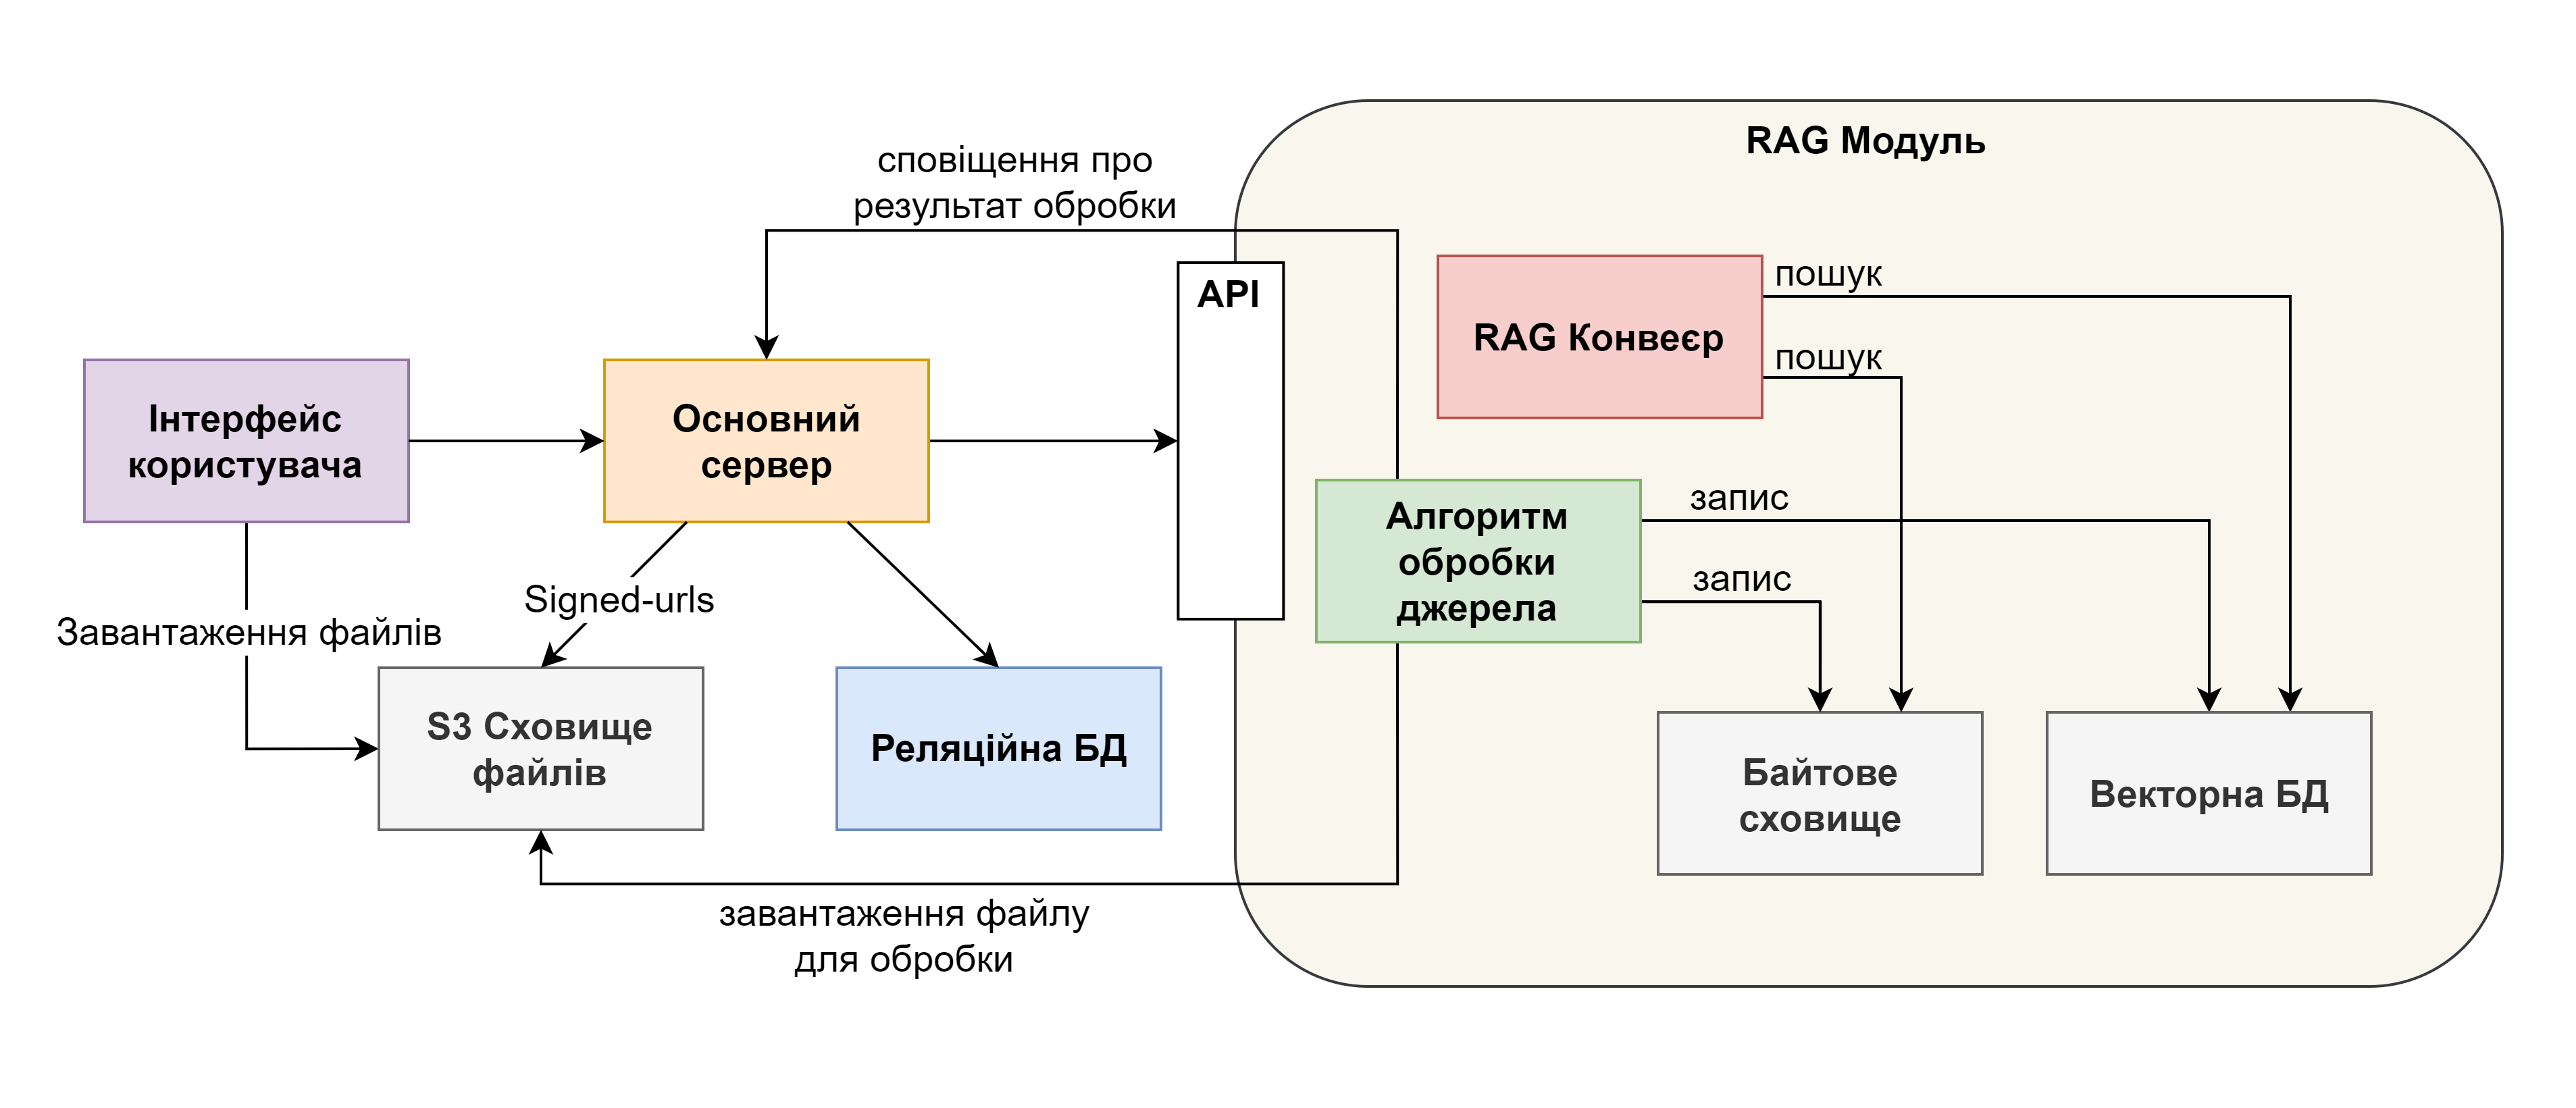 RAG Модуль
сповіщення про
результат обробки
API
RAG Конвеєр
пошук
пошук
Інтерфейс
користувача
Основний
сервер
Алгоритм
обробки
джерела
запис
запис
Signed-urls
Завантаження файлів
S3 Сховище
файлів
Реляційна БД
Байтове
сховище
Векторна БД
завантаження файлу
для обробки